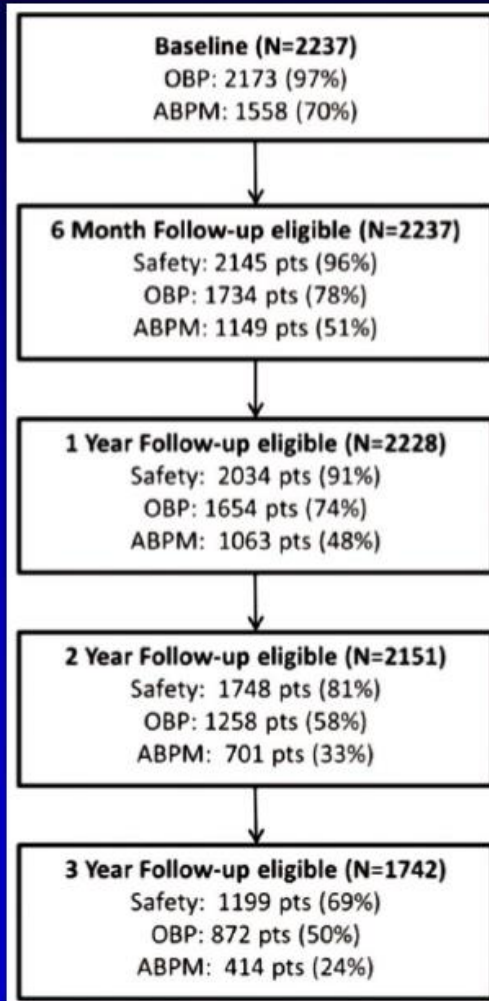 Baseline (N=2237)
OBP: 2173 (97%)
ABPM: 1558 (70%)
6 Month Follow-up eligible (N=2237)
Safety: 2145 pts (96%)
OBP: 1734 pts (78%)
ABPM: 1149 pts (51%)
1 Year Follow-up eligible (N=2228)
Safety: 2034 pts (91%)
OBP: 1654 pts (74%)
ABPM: 1063 pts (48%)
2 Year Follow-up eligible (N=2151)
Safety: 1748 pts (81%)
OBP: 1258 pts (58%)
ABPM: 701 pts (33%)
3 Year Follow-up eligible (N=1742)
Safety: 1199 pts (69%)
OBP: 872 pts (50%)
ABPM: 414 pts (24%)